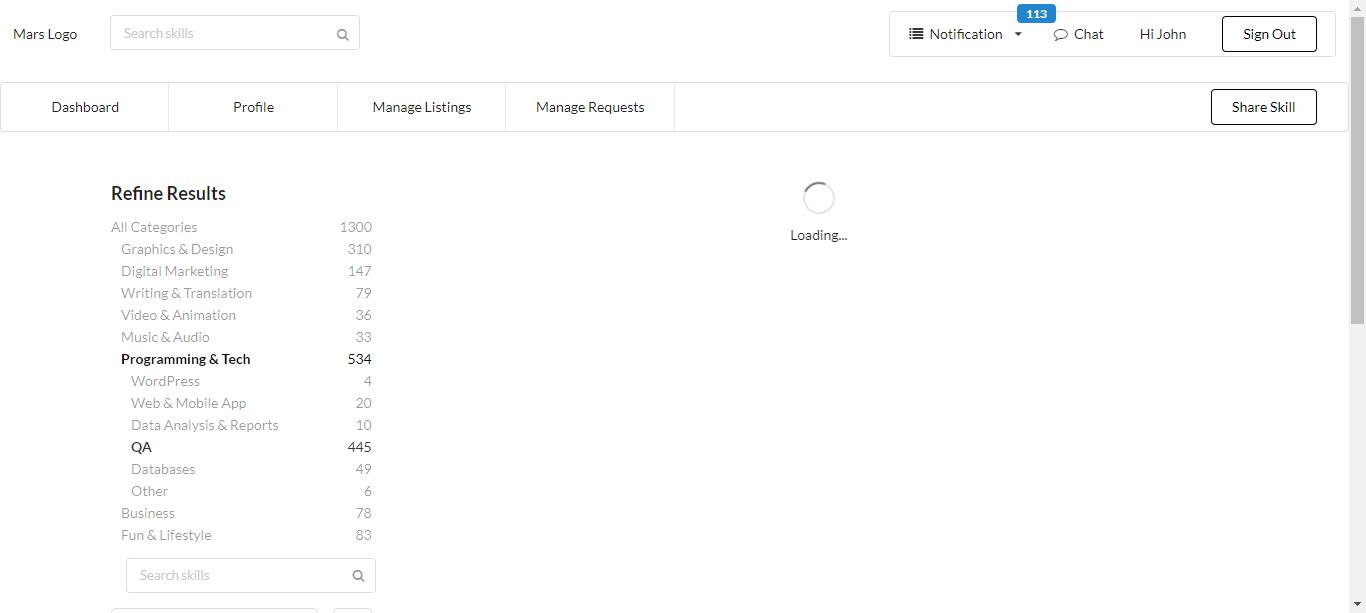 113
Mars Logo Search skills Notification Chat Hi John Sign Out
Dashboard Profile Manage Listings Manage Requests Share Skill
Refine Results
All Categories 1300
Graphics & Design 310
Digital Marketing 147
Writing & Translation 79
Video & Animation 36
Music & Audio 33
Programming & Tech 534
WordPress 4
Web & Mobile App 20
Data Analysis & Reports 10
QA 445
Databases 49
Other 6
Business 78
Fun & Lifestyle 83
Search skills
Loading...